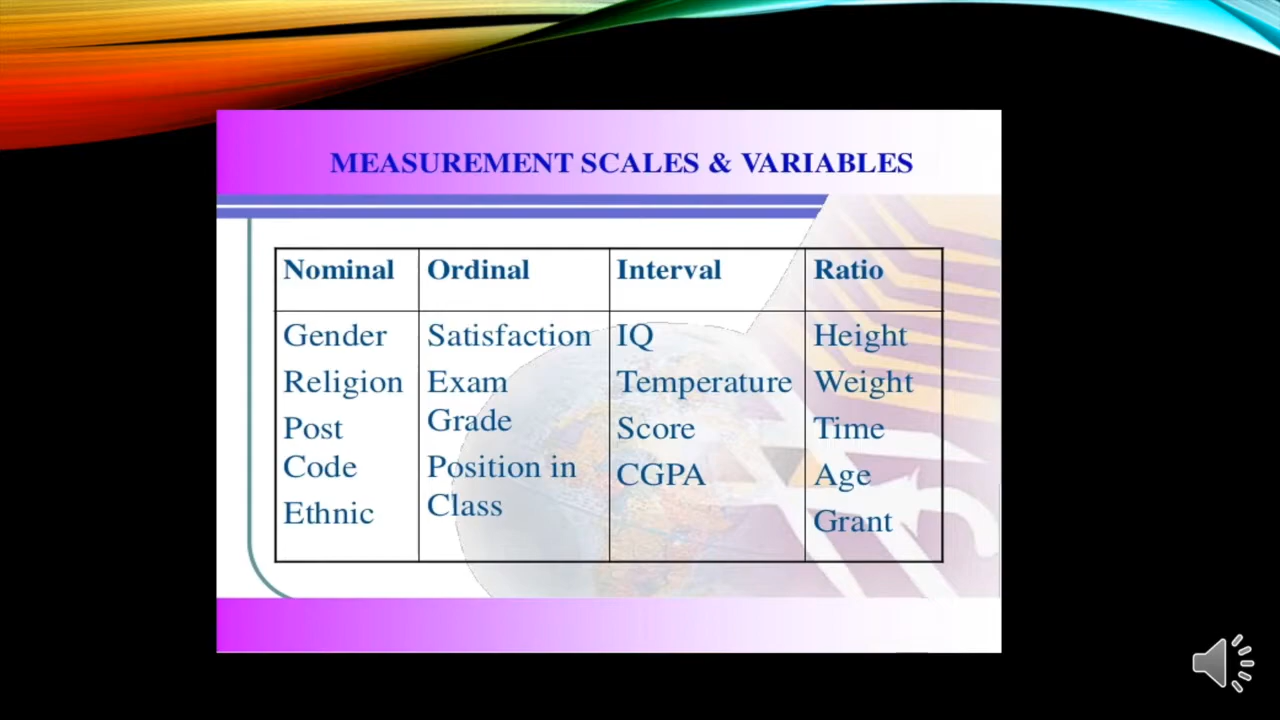 MEASUREMENT SCALES & VARIABLES
Nominal Ordinal Interval Ratio
Gender
Religion
Post
Code
Ethnic
Satisfaction
Exam
Grade
Position in
Class
IQ
Temperature
Score
CGPA
Height
Weight
Time
Age
Grant